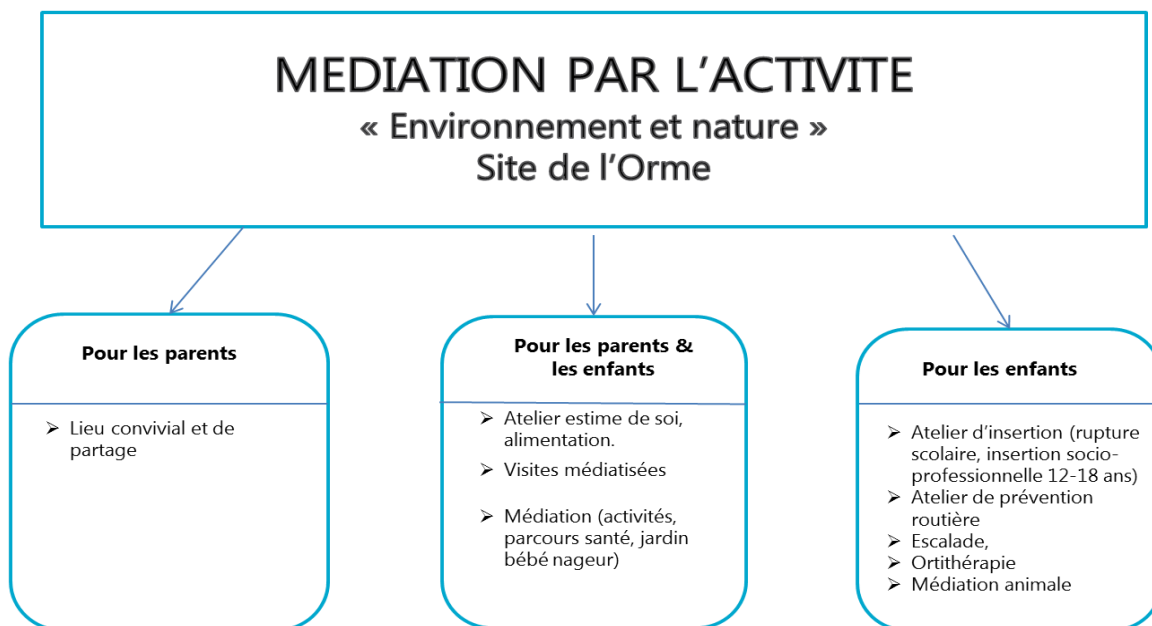 MEDIATION PAR L'ACTIVITE
« Environnement et nature »
Site de l'Orme
Pour les parents
➢ Lieu convivial et de
partage
Pour les parents &
les enfants
➢ Atelier estime de soi,
alimentation.
➢ Visites médiatisées
➢ Médiation (activités,
parcours santé, jardin
bébé nageur)
Pour les enfants
➢ Atelier d'insertion (rupture
scolaire, insertion socio-
professionnelle 12-18 ans)
➢ Atelier de prévention
routière
➢ Escalade,
➢ Ortithérapie
➢ Médiation animale